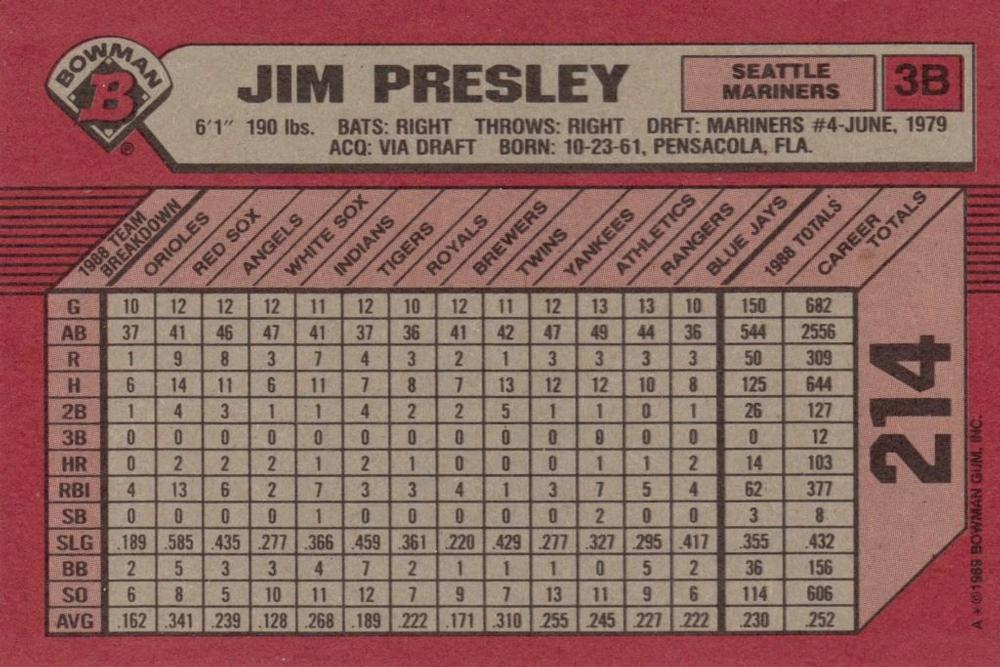 BOWMAN
B
®
JIM PRESLEY
SEATTLE
MARINERS
3B
6'1" 190 lbs. BATS: RIGHT THROWS: RIGHT DRFT: MARINERS #4-JUNE, 1979
ACQ: VIA DRAFT BORN: 10-23-61, PENSACOLA, FLA.
1988 TEAM
BREAKDOWN
ORIOLES
RED SOX
ANGELS
WHITE SOX
INDIANS
TIGERS
ROYALS
BREWERS
TWINS
YANKEES
ATHLETICS
RANGERS
BLUE JAYS
1988 TOTALS
CAREER
TOTALS
G 10 12 12 12 11 12 10 12 11 12 13 13 10 150 682
AB 37 41 46 47 41 37 36 41 42 47 49 44 36 544 2556
R 1 9 8 3 7 4 3 2 1 3 3 3 3 50 309
H 6 14 11 6 11 7 8 7 13 12 12 10 8 125 644
2B 1 4 3 1 1 4 2 2 5 1 1 0 1 26 127
3B 0 0 0 0 0 0 0 0 0 0 0 0 0 0 12
HR 0 2 2 2 1 2 1 0 0 0 1 1 2 14 103
RBI 4 13 6 2 7 3 3 4 1 3 7 5 4 62 377
SB 0 0 0 0 1 0 0 0 0 0 2 0 0 3 8
SLG .189 .585 .435 .277 .366 .459 .361 .220 .429 .277 .327 .295 .417 .355 .432
BB 2 5 3 3 4 7 2 1 1 1 0 5 2 36 156
SO 6 8 5 10 11 12 7 9 7 13 11 9 6 114 606
AVG .162 .341 .239 .128 .268 .189 .222 .171 .310 .255 .245 .227 .222 .230 .252
214
A * © 1989 BOWMAN GUM, INC.